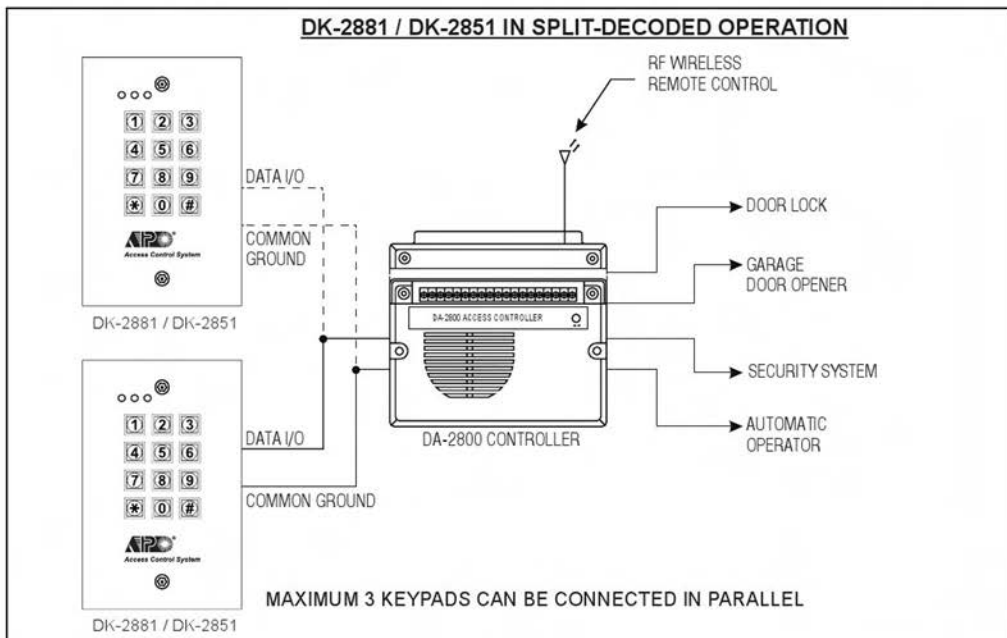 DK-2881 / DK-2851 IN SPLIT-DECODED OPERATION
RF WIRELESS
REMOTE CONTROL
1 2 3
4 5 6
7 8 9
* 0 #
APO®
Access Control System
DK-2881 / DK-2851
DATA I/O
COMMON
GROUND
DOOR LOCK
GARAGE
DOOR OPENER
SECURITY SYSTEM
AUTOMATIC
OPERATOR
DA-2800 ACCESS CONTROLLER
DA-2800 CONTROLLER
1 2 3
4 5 6
7 8 9
* 0 #
APO®
Access Control System
DK-2881 / DK-2851
DATA I/O
COMMON GROUND
MAXIMUM 3 KEYPADS CAN BE CONNECTED IN PARALLEL